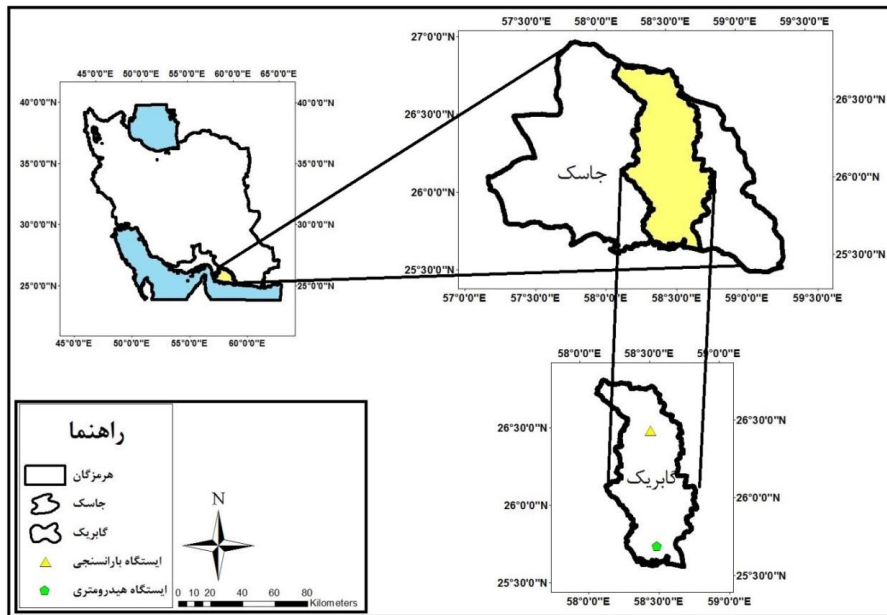 45°0'0"E 50°0'0"E 55°0'0"E 60°0'0"E 65°0'0"E
40°0'0"N
40°0'0"N
35°0'0"N
35°0'0"N
30°0'0"N
30°0'0"N
25°0'0"N
25°0'0"N
45°0'0"E 50°0'0"E 55°0'0"E 60°0'0"E
57°30'0"E 58°0'0"E 58°30'0"E 59°0'0"E 59°30'0"E
27°0'0"N
26°30'0"N
26°30'0"N
26°0'0"N
26°0'0"N
25°30'0"N
25°30'0"N
جاسک
57°0'0"E 57°30'0"E 58°0'0"E 58°30'0"E 59°0'0"E 59°30'0"E
58°0'0"E 58°30'0"E 59°0'0"E
26°30'0"N
26°30'0"N
گابریک
26°0'0"N
26°0'0"N
25°30'0"N
25°30'0"N
58°0'0"E 58°30'0"E 59°0'0"E
راهنما
هرمزگان
جاسک
گابریک
ایستگاه بارانسنجی
ایستگاه هیدرومتری
N
0 10 20 40 60 80
Kilometers